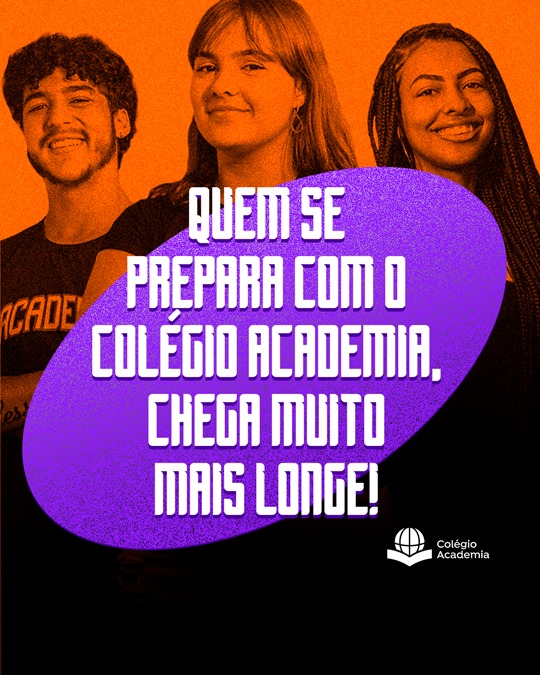 QUEM SE
PREPARA COM O
COLÉGIO ACADEMIA,
CHEGA MUITO
MAIS LONGE!
Colégio
Academia